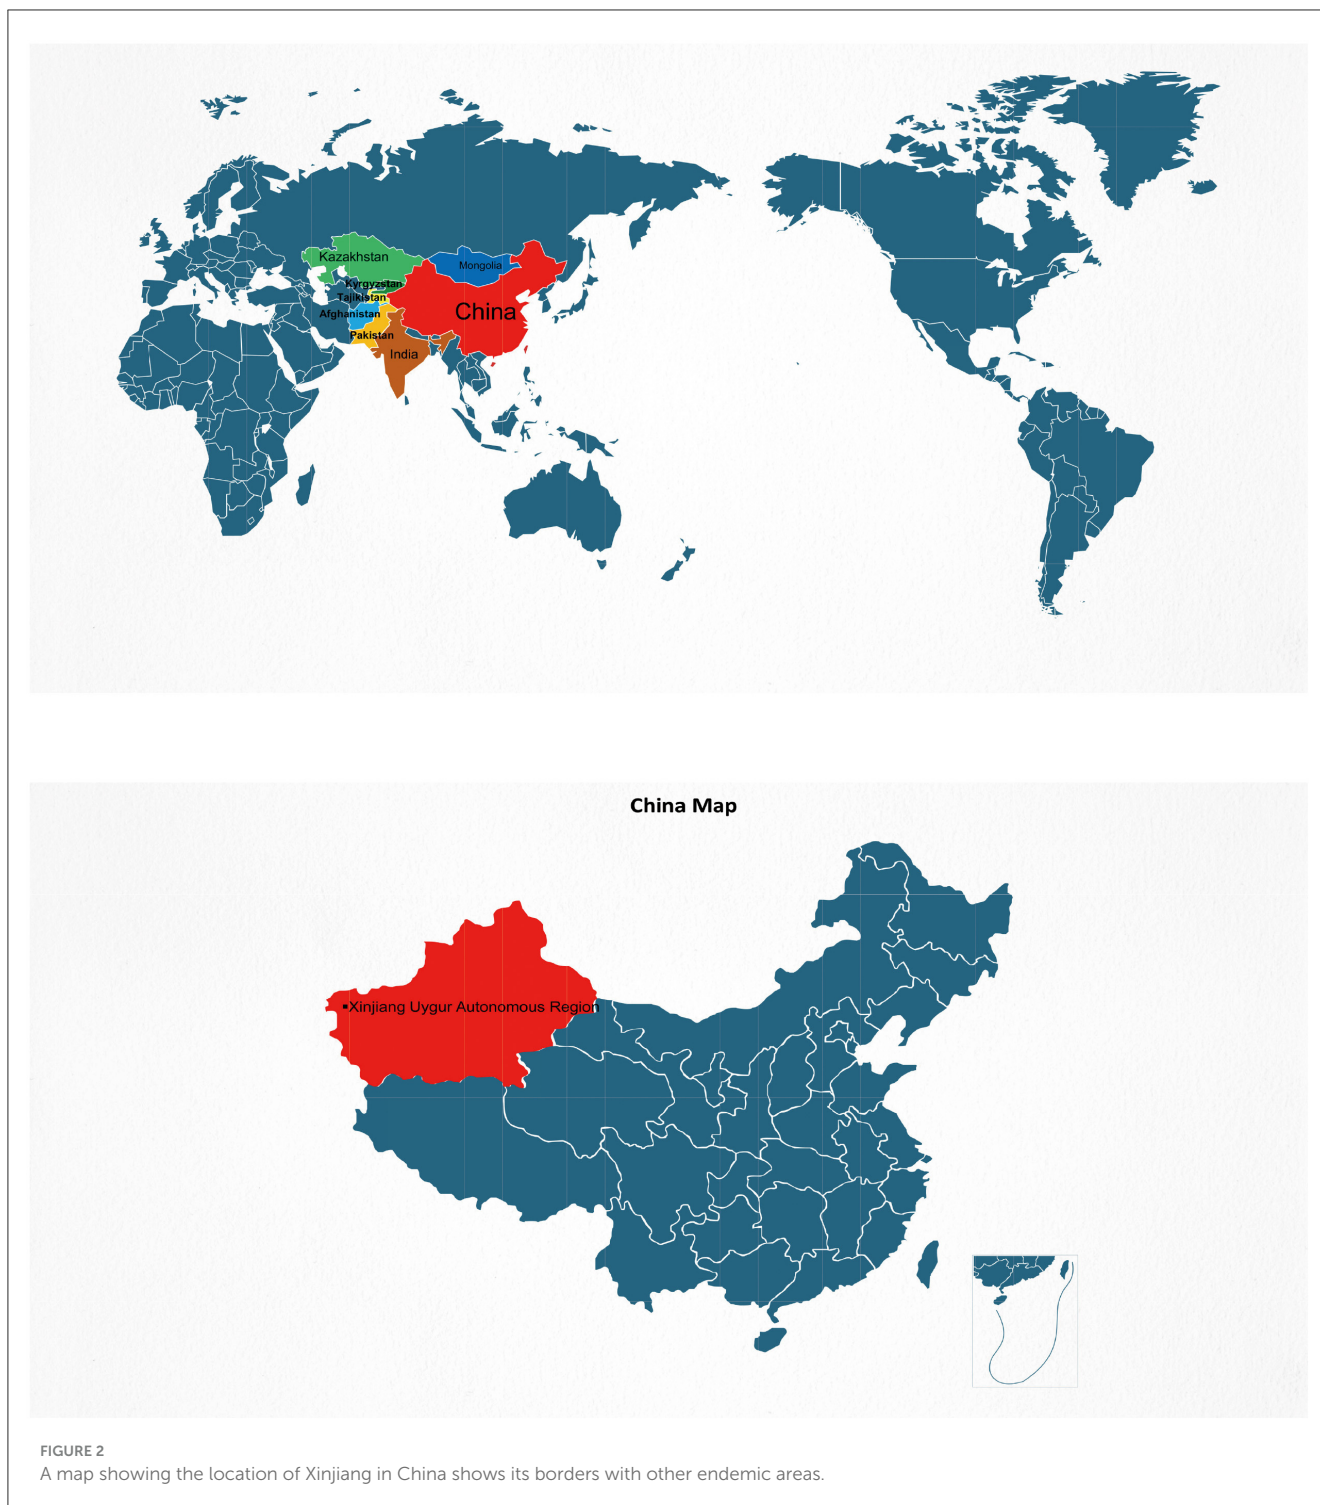 Kazakhstan
Mongolia
Kyrgyzstan
Tajikistan
China
Afghanistan
Pakistan
India
China Map
Xinjiang Uygur Autonomous Region
FIGURE 2
A map showing the location of Xinjiang in China shows its borders with other endemic areas.